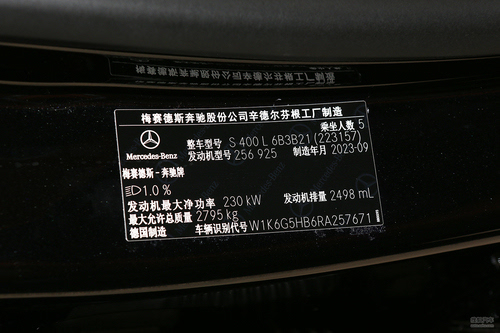 梅赛德斯奔驰股份公司辛德尔芬根工厂制造
乘坐人数 5
整车型号 S 400 L 6B3B21 (223157)
Mercedes-Benz
发动机型号 256 925 制造年月 2023-09
梅赛德斯-奔驰牌
1.0 %
发动机最大净功率 230 kW 发动机排量 2498 mL
最大允许总质量 2795 kg
德国制造 车辆识别代号 W1K6G5HB6RA257671